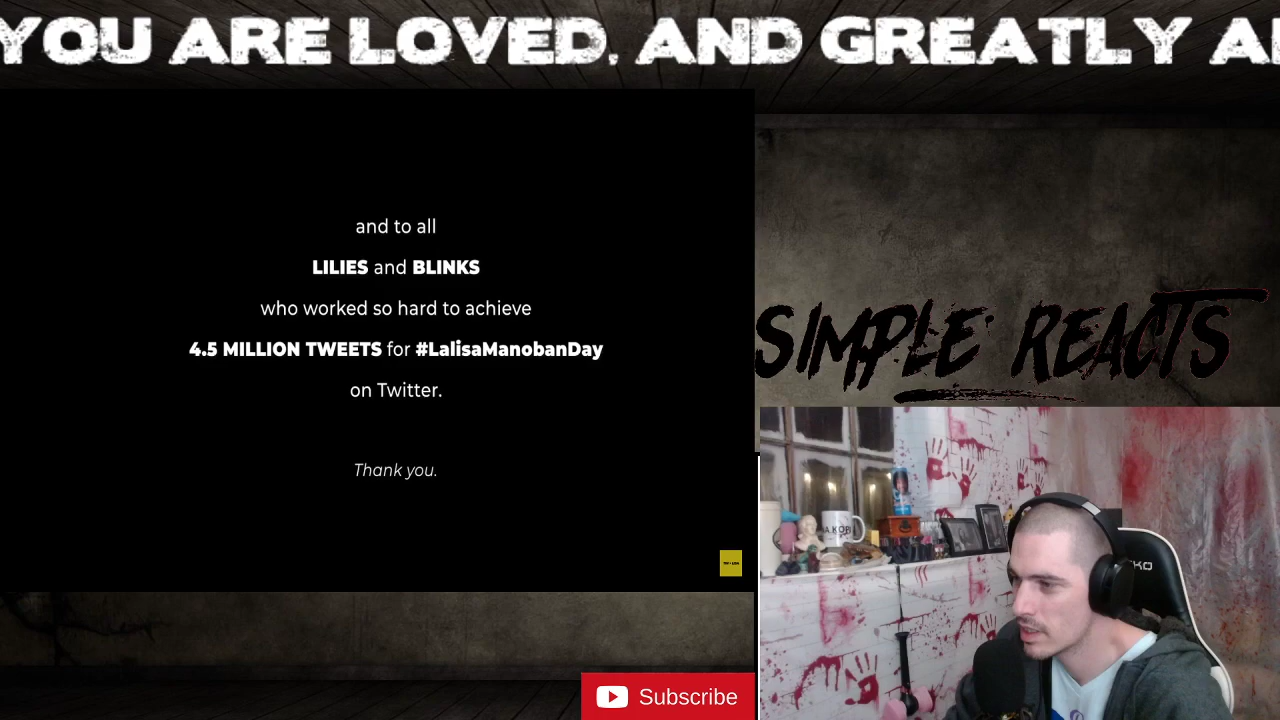 YOU ARE LOVED, AND GREATLY
and to all
LILIES and BLINKS
who worked so hard to achieve
4.5 MILLION TWEETS for #LalisaManobanDay
on Twitter.
Thank you.
SIMPLE REACTS
Subscribe